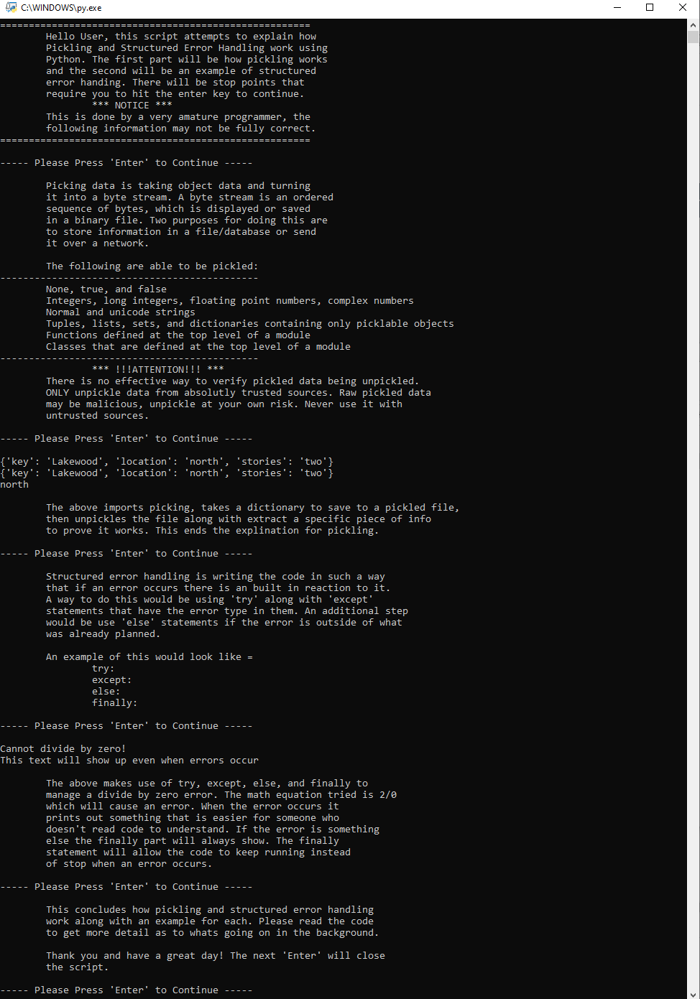 C:\WINDOWS\py.exe
======================================================
Hello User, this script attempts to explain how
Pickling and Structured Error Handling work using
Python. The first part will be how pickling works
and the second will be an example of structured
error handing. There will be stop points that
require you to hit the enter key to continue.
*** NOTICE ***
This is done by a very amature programmer, the
following information may not be fully correct.
======================================================
----- Please Press 'Enter' to Continue -----
Picking data is taking object data and turning
it into a byte stream. A byte stream is an ordered
sequence of bytes, which is displayed or saved
in a binary file. Two purposes for doing this are
to store information in a file/database or send
it over a network.
The following are able to be pickled:
---------------------------------------------
None, true, and false
Integers, long integers, floating point numbers, complex numbers
Normal and unicode strings
Tuples, lists, sets, and dictionaries containing only picklable objects
Functions defined at the top level of a module
Classes that are defined at the top level of a module
---------------------------------------------
*** !!!ATTENTION!!! ***
There is no effective way to verify pickled data being unpickled.
ONLY unpickle data from absolutly trusted sources. Raw pickled data
may be malicious, unpickle at your own risk. Never use it with
untrusted sources.
----- Please Press 'Enter' to Continue -----
{'key': 'Lakewood', 'location': 'north', 'stories': 'two'}
{'key': 'Lakewood', 'location': 'north', 'stories': 'two'}
north
The above imports picking, takes a dictionary to save to a pickled file,
then unpickles the file along with extract a specific piece of info
to prove it works. This ends the explination for pickling.
----- Please Press 'Enter' to Continue -----
Structured error handling is writing the code in such a way
that if an error occurs there is an built in reaction to it.
A way to do this would be using 'try' along with 'except'
statements that have the error type in them. An additional step
would be use 'else' statements if the error is outside of what
was already planned.
An example of this would look like =
try:
except:
else:
finally:
----- Please Press 'Enter' to Continue -----
Cannot divide by zero!
This text will show up even when errors occur
The above makes use of try, except, else, and finally to
manage a divide by zero error. The math equation tried is 2/0
which will cause an error. When the error occurs it
prints out something that is easier for someone who
doesn't read code to understand. If the error is something
else the finally part will always show. The finally
statement will allow the code to keep running instead
of stop when an error occurs.
----- Please Press 'Enter' to Continue -----
This concludes how pickling and structured error handling
work along with an example for each. Please read the code
to get more detail as to whats going on in the background.
Thank you and have a great day! The next 'Enter' will close
the script.
----- Please Press 'Enter' to Continue -----